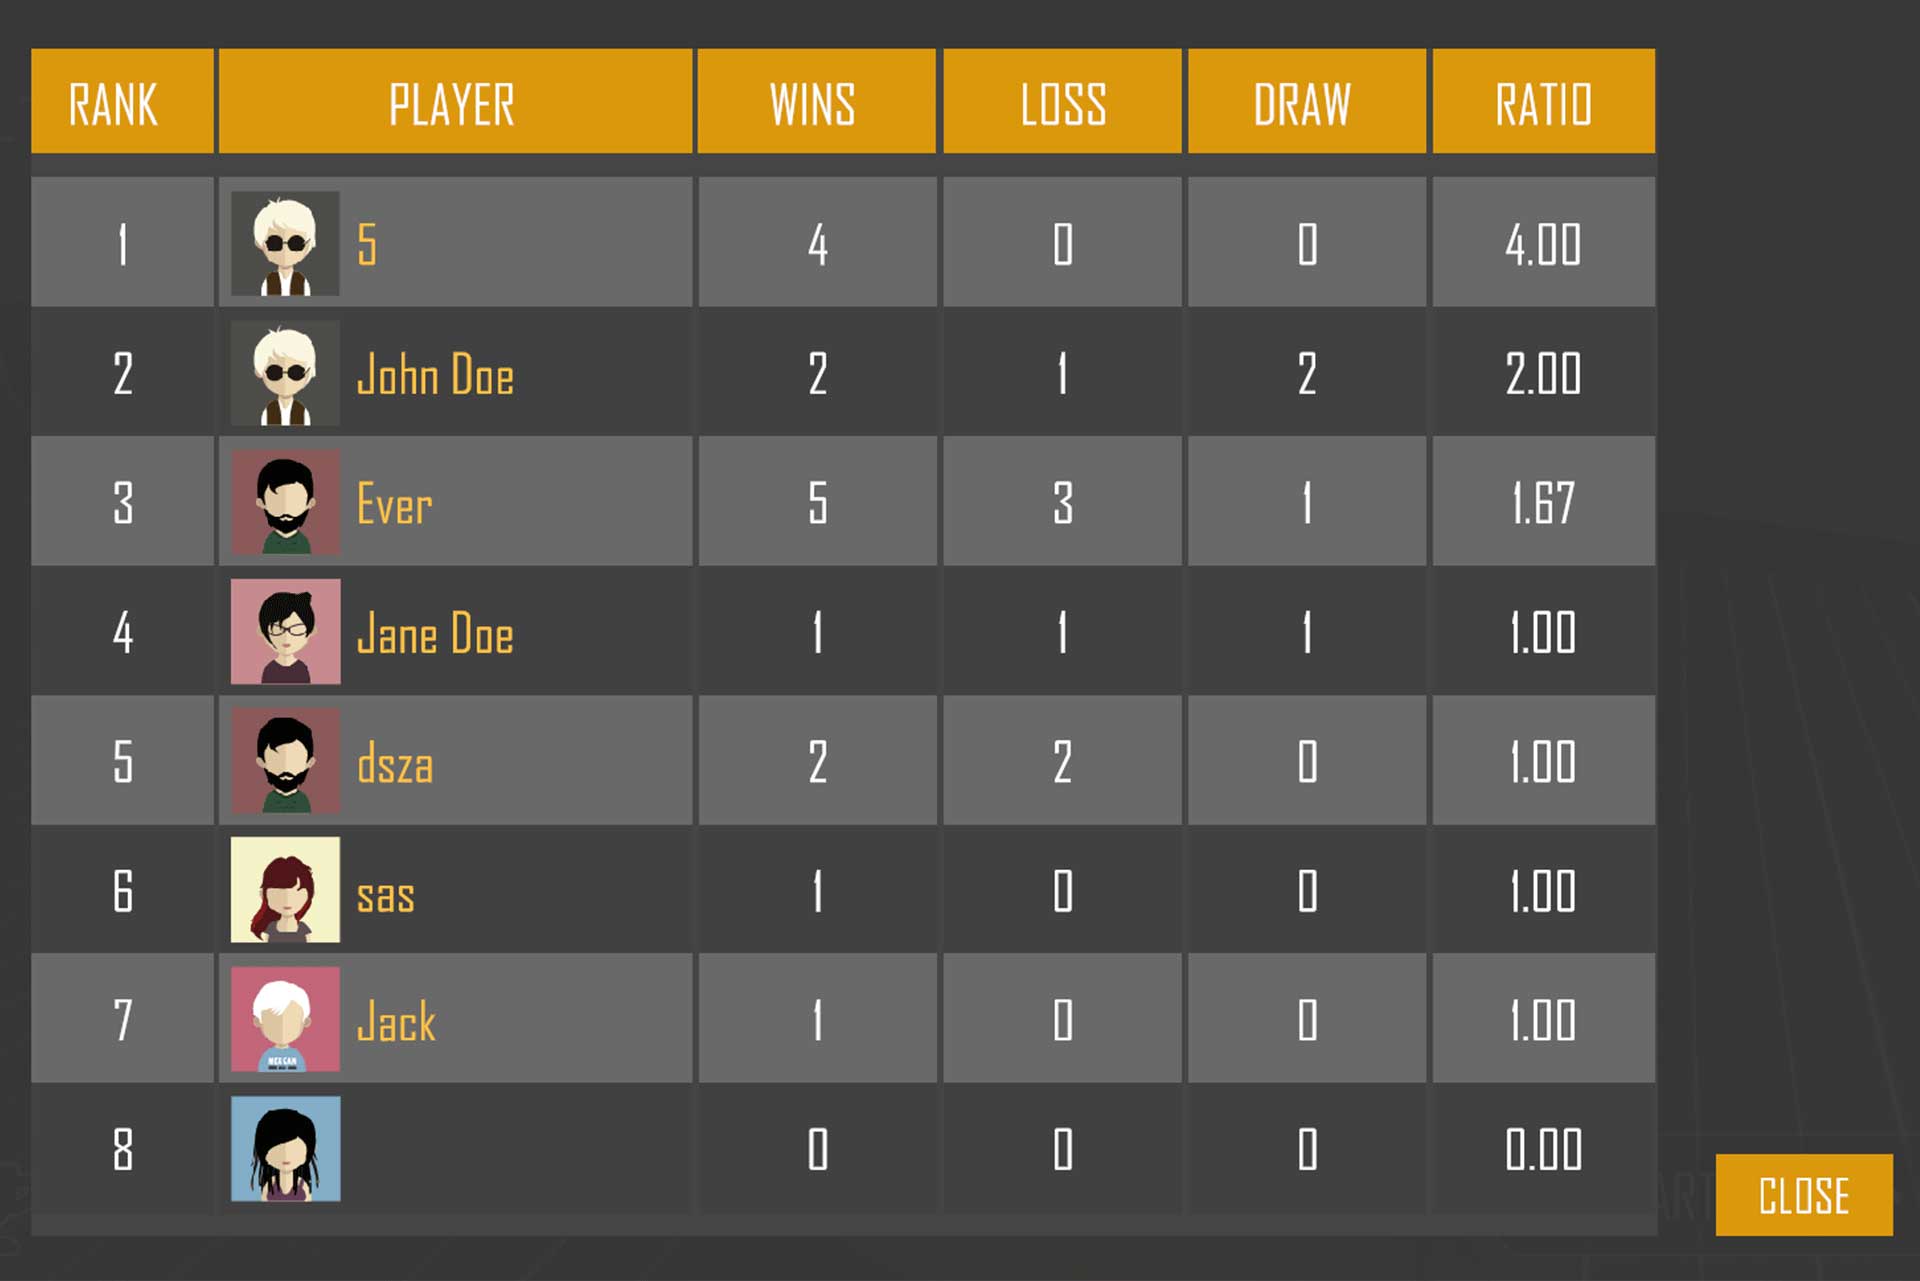 RANK PLAYER WINS LOSS DRAW RATIO
1 5 4 0 0 4.00
2 John Doe 2 1 2 2.00
3 Ever 5 3 1 1.67
4 Jane Doe 1 1 1 1.00
5 dsza 2 2 0 1.00
6 sas 1 0 0 1.00
7 Jack 1 0 0 1.00
8 0 0 0 0.00
CLOSE